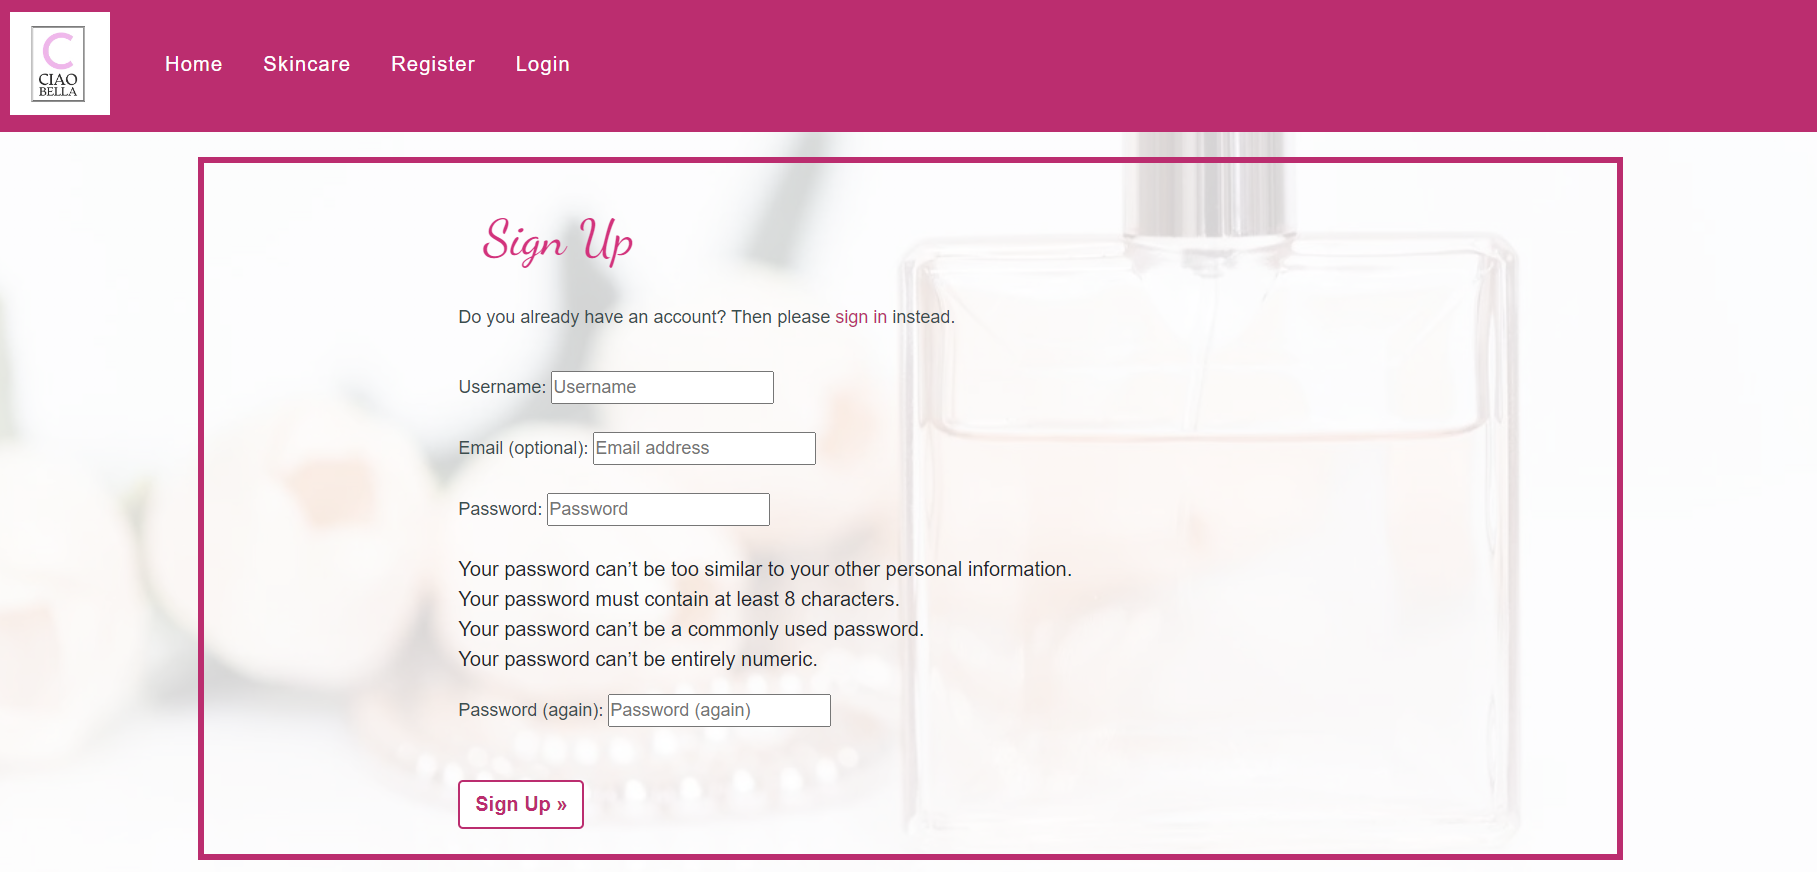 C
CIAO
BELLA
Home Skincare Register Login
Sign Up
Do you already have an account? Then please sign in instead.
Username: Username
Email (optional): Email address
Password: Password
Your password can’t be too similar to your other personal information.
Your password must contain at least 8 characters.
Your password can’t be a commonly used password.
Your password can’t be entirely numeric.
Password (again): Password (again)
Sign Up »